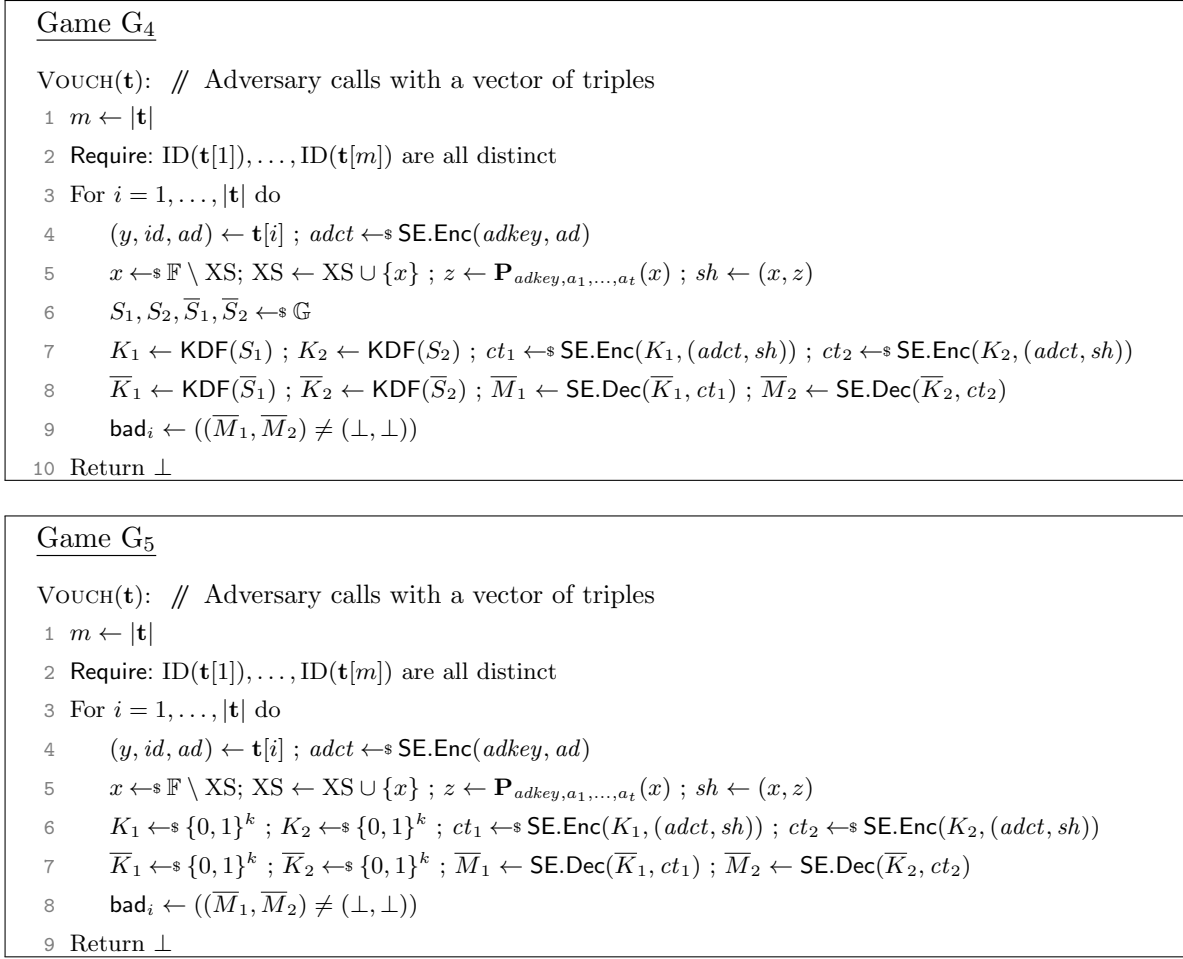 Game G₄
VOUCH(𝐭): // Adversary calls with a vector of triples
1 m ← |𝐭|
2 Require: ID(𝐭[1]), . . . , ID(𝐭[m]) are all distinct
3 For i = 1, . . . , |𝐭| do
4 (y, id, ad) ← 𝐭[i] ; adct ←$ SE.Enc(adkey, ad)
5 x ←$ 𝔽 \ XS; XS ← XS ∪ {x} ; z ← 𝐏_{adkey,a₁,...,a_t}(x) ; sh ← (x, z)
6 S₁, S₂, S̅₁, S̅₂ ←$ 𝔾
7 K₁ ← KDF(S₁) ; K₂ ← KDF(S₂) ; ct₁ ←$ SE.Enc(K₁, (adct, sh)) ; ct₂ ←$ SE.Enc(K₂, (adct, sh))
8 K̅₁ ← KDF(S̅₁) ; K̅₂ ← KDF(S̅₂) ; M̅₁ ← SE.Dec(K̅₁, ct₁) ; M̅₂ ← SE.Dec(K̅₂, ct₂)
9 badᵢ ← ((M̅₁, M̅₂) ≠ (⊥, ⊥))
10 Return ⊥
Game G₅
VOUCH(𝐭): // Adversary calls with a vector of triples
1 m ← |𝐭|
2 Require: ID(𝐭[1]), . . . , ID(𝐭[m]) are all distinct
3 For i = 1, . . . , |𝐭| do
4 (y, id, ad) ← 𝐭[i] ; adct ←$ SE.Enc(adkey, ad)
5 x ←$ 𝔽 \ XS; XS ← XS ∪ {x} ; z ← 𝐏_{adkey,a₁,...,a_t}(x) ; sh ← (x, z)
6 K₁ ←$ {0, 1}ᵏ ; K₂ ←$ {0, 1}ᵏ ; ct₁ ←$ SE.Enc(K₁, (adct, sh)) ; ct₂ ←$ SE.Enc(K₂, (adct, sh))
7 K̅₁ ←$ {0, 1}ᵏ ; K̅₂ ←$ {0, 1}ᵏ ; M̅₁ ← SE.Dec(K̅₁, ct₁) ; M̅₂ ← SE.Dec(K̅₂, ct₂)
8 badᵢ ← ((M̅₁, M̅₂) ≠ (⊥, ⊥))
9 Return ⊥